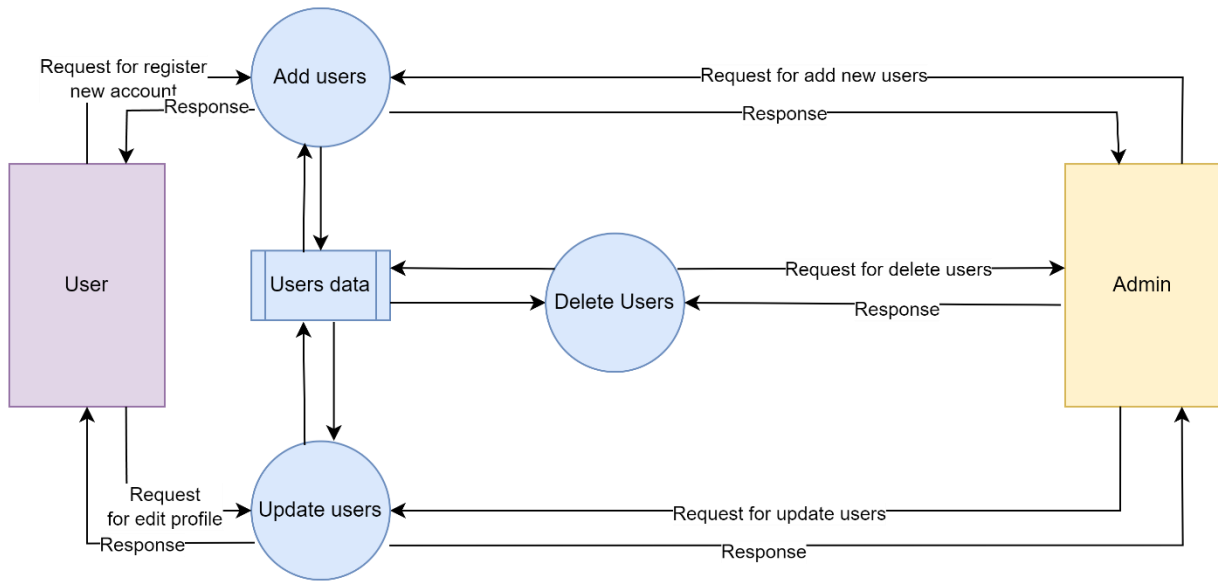 Add users
Request for register
new account
Response
Request for add new users
Response
User
Users data
Delete Users
Request for delete users
Response
Admin
Request
for edit profile
Response
Update users
Request for update users
Response